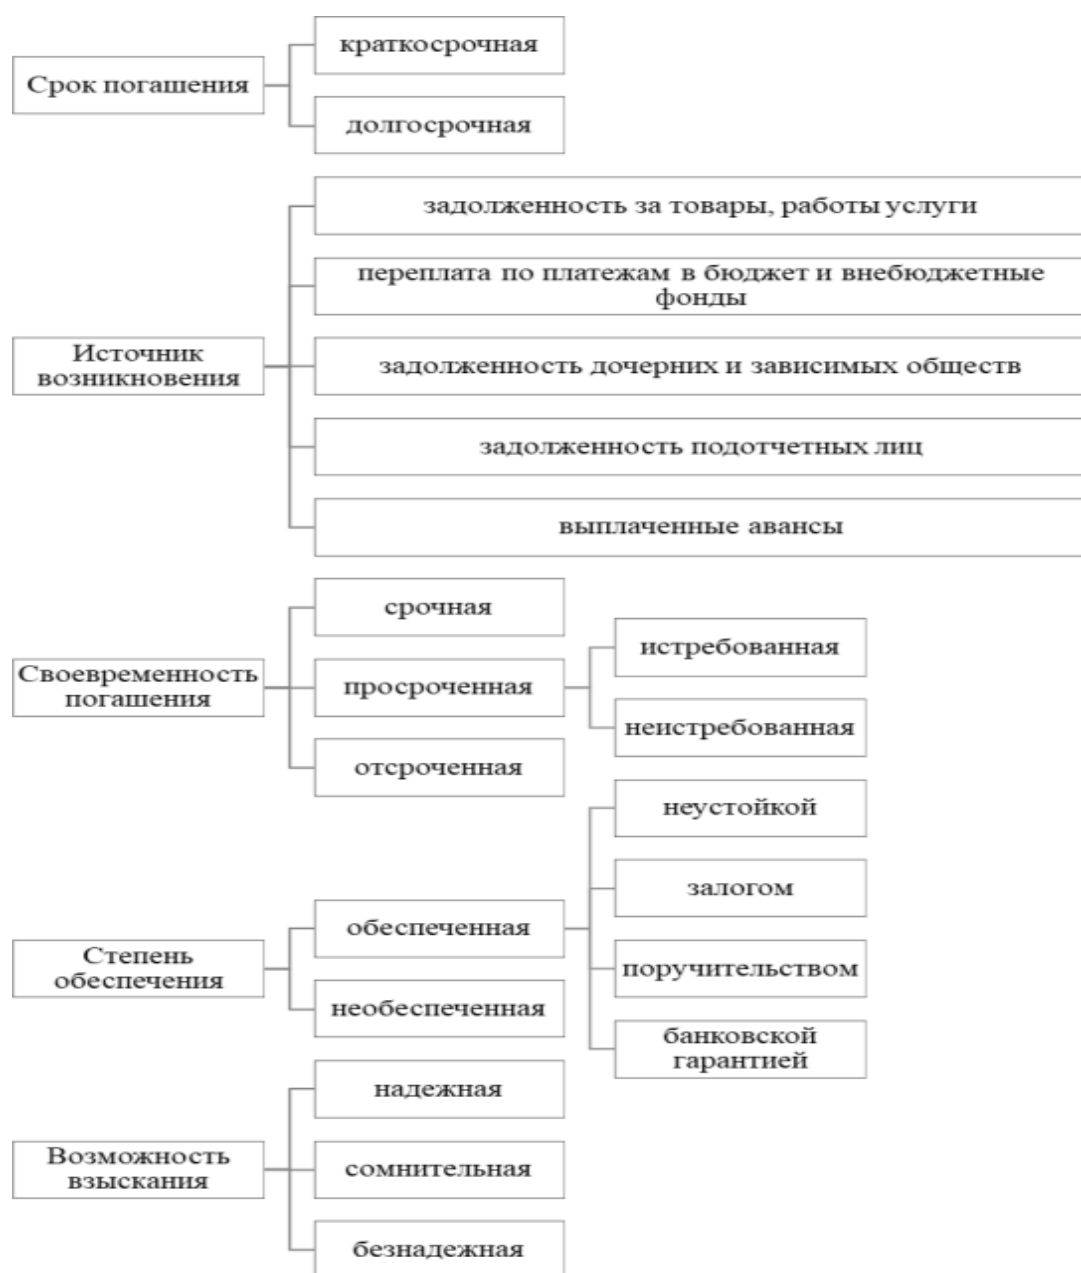 Срок погашения
краткосрочная
долгосрочная
Источник
возникновения
задолженность за товары, работы услуги
переплата по платежам в бюджет и внебюджетные
фонды
задолженность дочерних и зависимых обществ
задолженность подотчетных лиц
выплаченные авансы
Своевременность
погашения
срочная
просроченная
истребованная
неистребованная
отсроченная
Степень
обеспечения
обеспеченная
неустойкой
залогом
поручительством
банковской
гарантией
необеспеченная
Возможность
взыскания
надежная
сомнительная
безнадежная